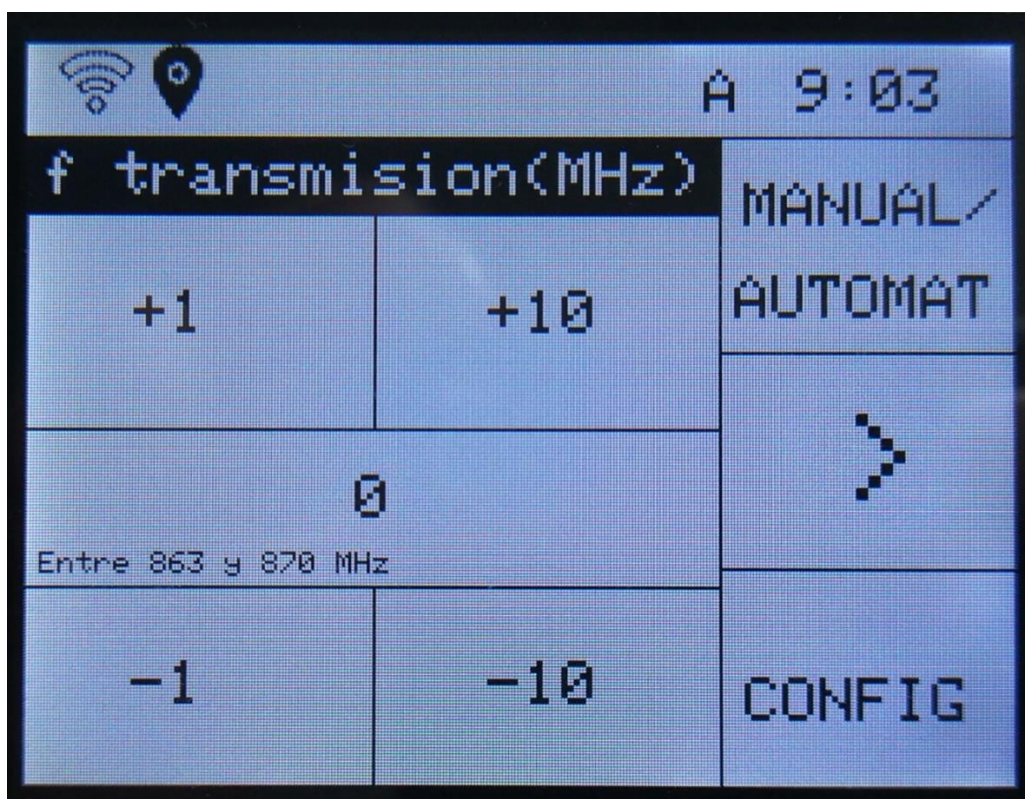 A 9:03
f transmision(MHz)
MANUAL/
AUTOMAT
+1
+10
>
0
Entre 863 y 870 MHz
-1
-10
CONFIG